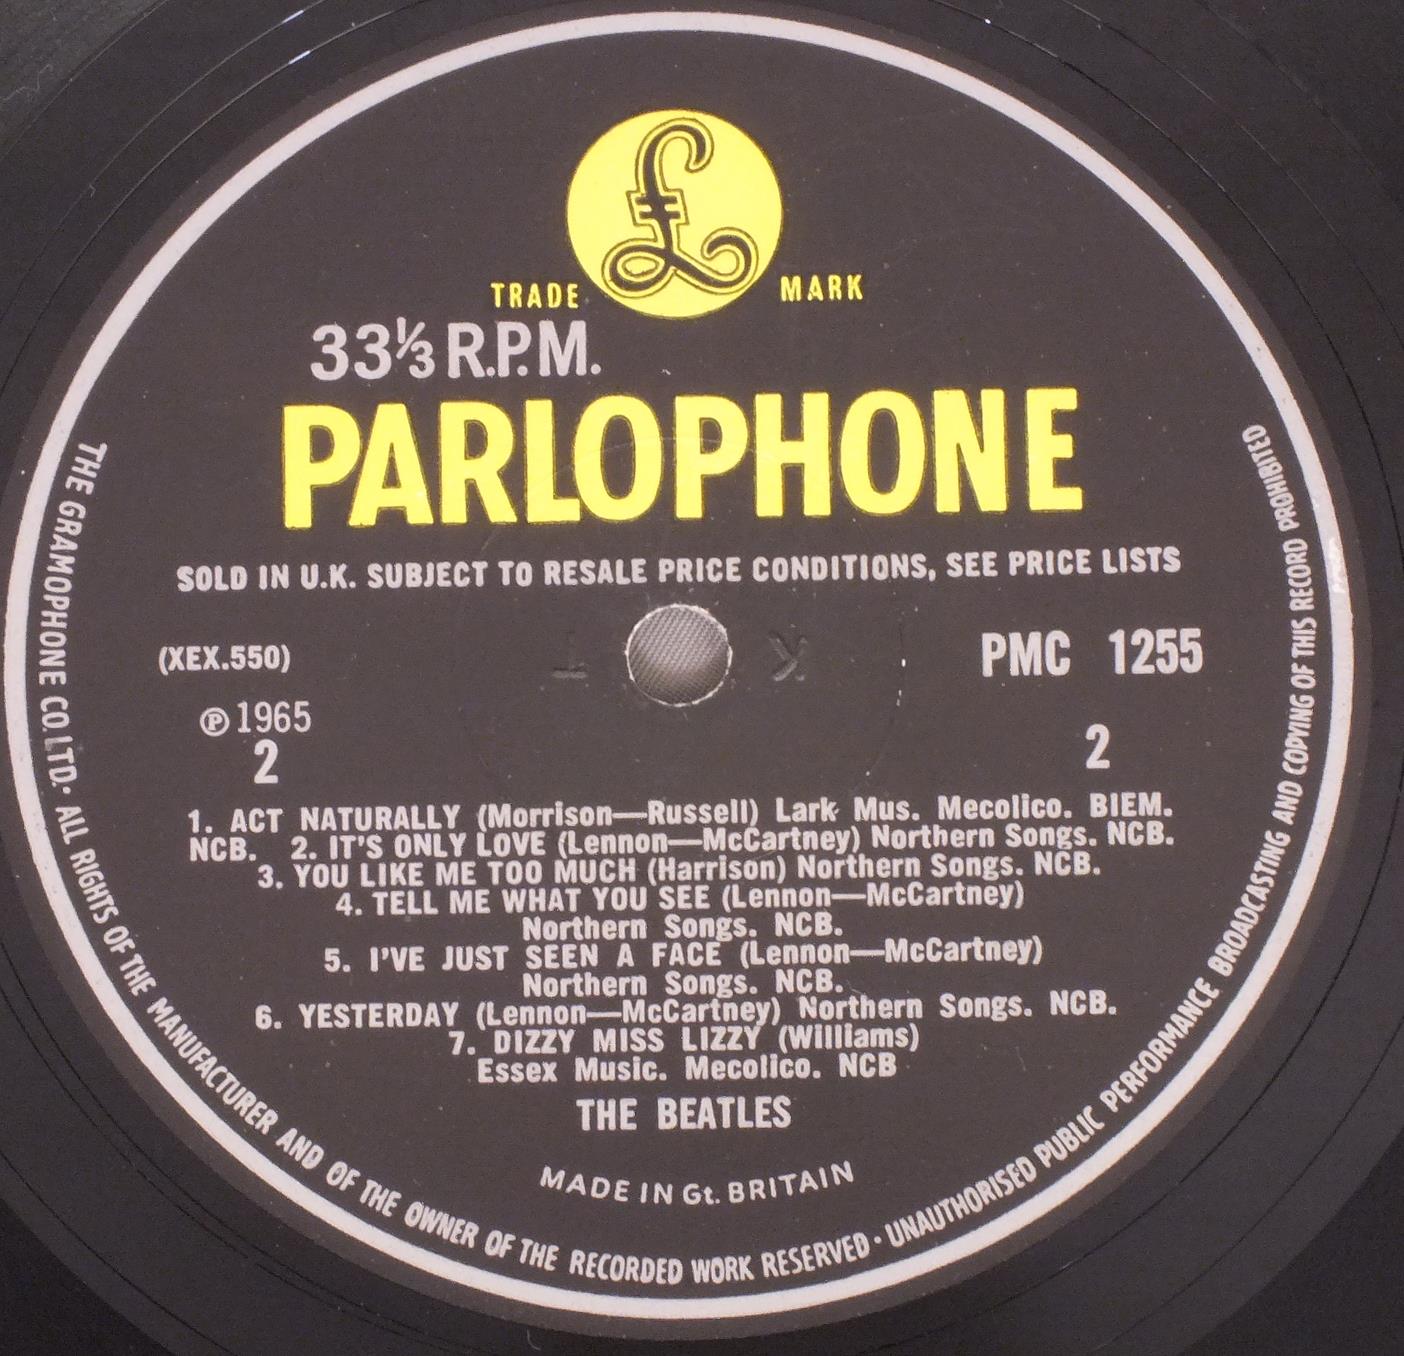 £
TRADE MARK
33⅓ R.P.M.
PARLOPHONE
SOLD IN U.K. SUBJECT TO RESALE PRICE CONDITIONS, SEE PRICE LISTS
T K
(XEX.550) PMC 1255
℗ 1965
2 2
1. ACT NATURALLY (Morrison—Russell) Lark Mus. Mecolico. BIEM.
NCB. 2. IT'S ONLY LOVE (Lennon—McCartney) Northern Songs. NCB.
3. YOU LIKE ME TOO MUCH (Harrison) Northern Songs. NCB.
4. TELL ME WHAT YOU SEE (Lennon—McCartney)
Northern Songs. NCB.
5. I'VE JUST SEEN A FACE (Lennon—McCartney)
Northern Songs. NCB.
6. YESTERDAY (Lennon—McCartney) Northern Songs. NCB.
7. DIZZY MISS LIZZY (Williams)
Essex Music. Mecolico. NCB
THE BEATLES
MADE IN Gt. BRITAIN
THE GRAMOPHONE CO. LTD. · ALL RIGHTS OF THE MANUFACTURER AND OF THE OWNER OF THE RECORDED WORK RESERVED · UNAUTHORISED PUBLIC PERFORMANCE BROADCASTING AND COPYING OF THIS RECORD PROHIBITED